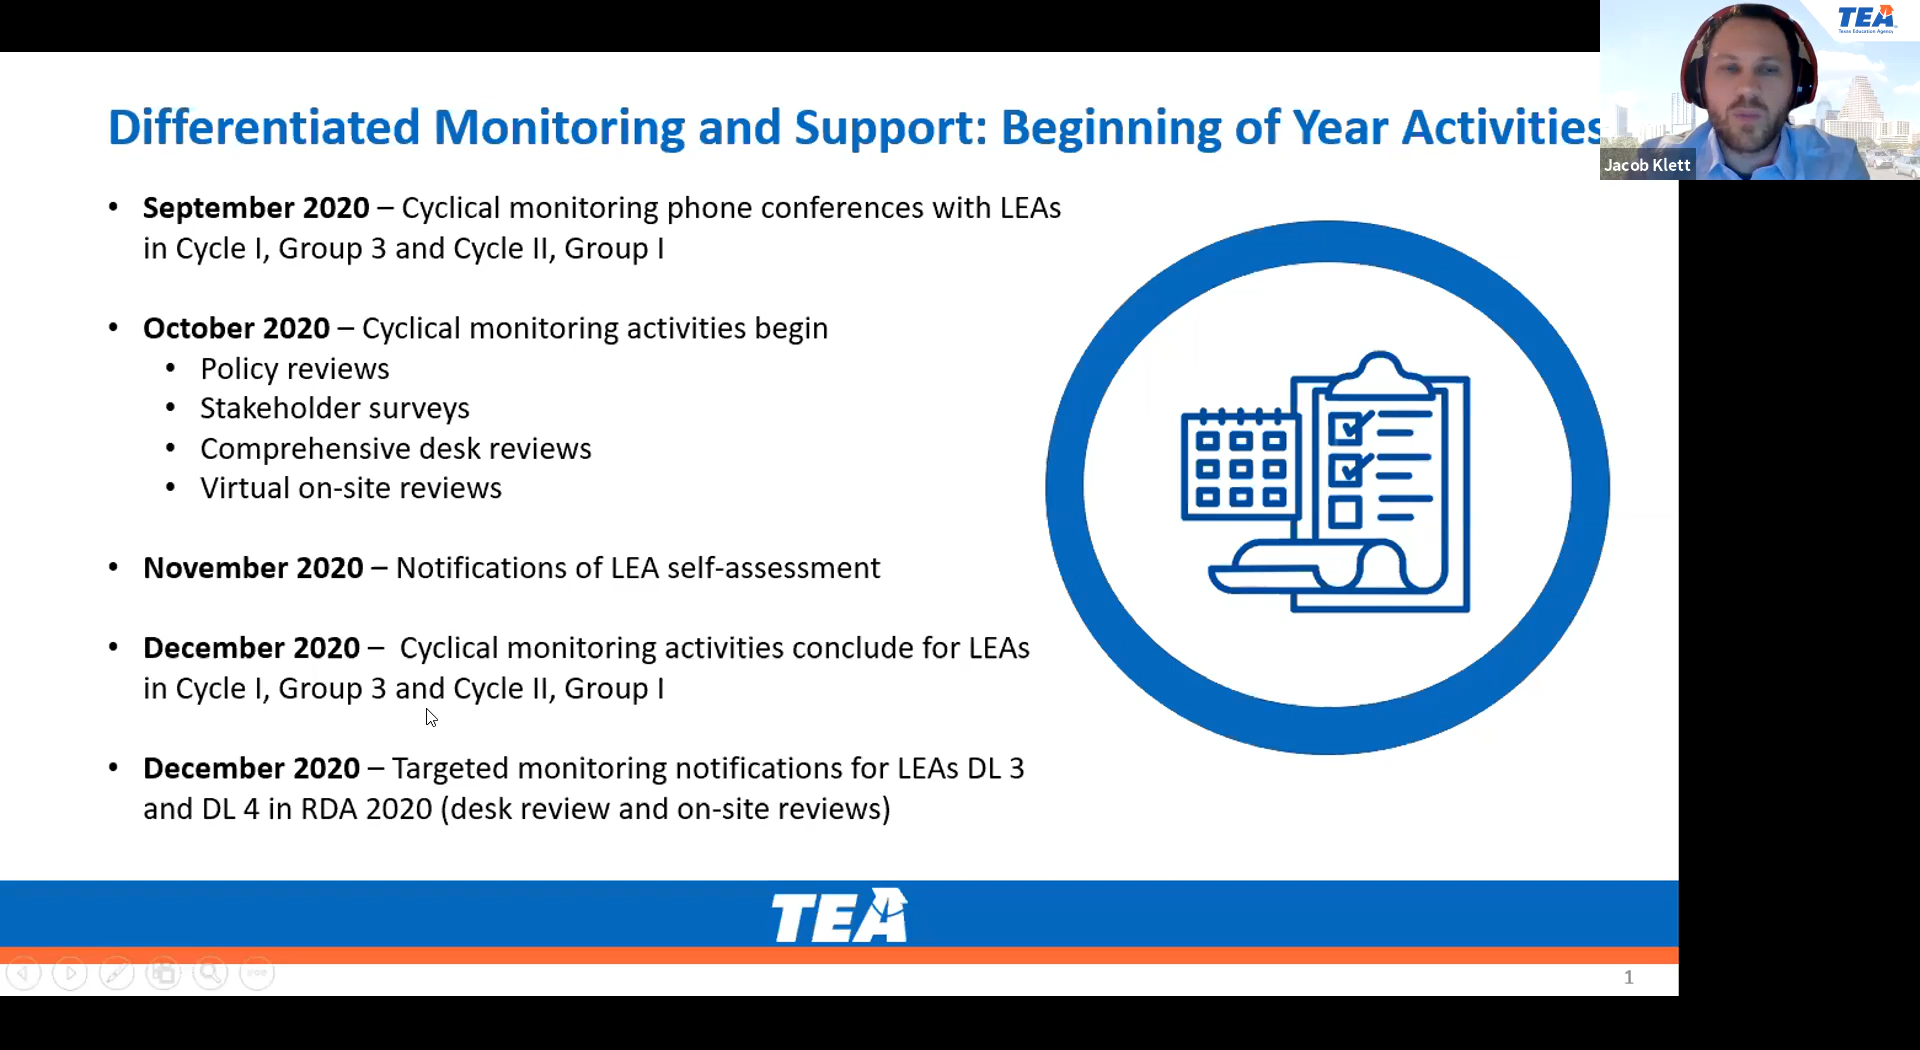 TEA
Texas Education Agency
Jacob Klett
Differentiated Monitoring and Support: Beginning of Year Activities
• September 2020 – Cyclical monitoring phone conferences with LEAs
in Cycle I, Group 3 and Cycle II, Group I
• October 2020 – Cyclical monitoring activities begin
• Policy reviews
• Stakeholder surveys
• Comprehensive desk reviews
• Virtual on-site reviews
• November 2020 – Notifications of LEA self-assessment
• December 2020 – Cyclical monitoring activities conclude for LEAs
in Cycle I, Group 3 and Cycle II, Group I
• December 2020 – Targeted monitoring notifications for LEAs DL 3
and DL 4 in RDA 2020 (desk review and on-site reviews)
TEA
1